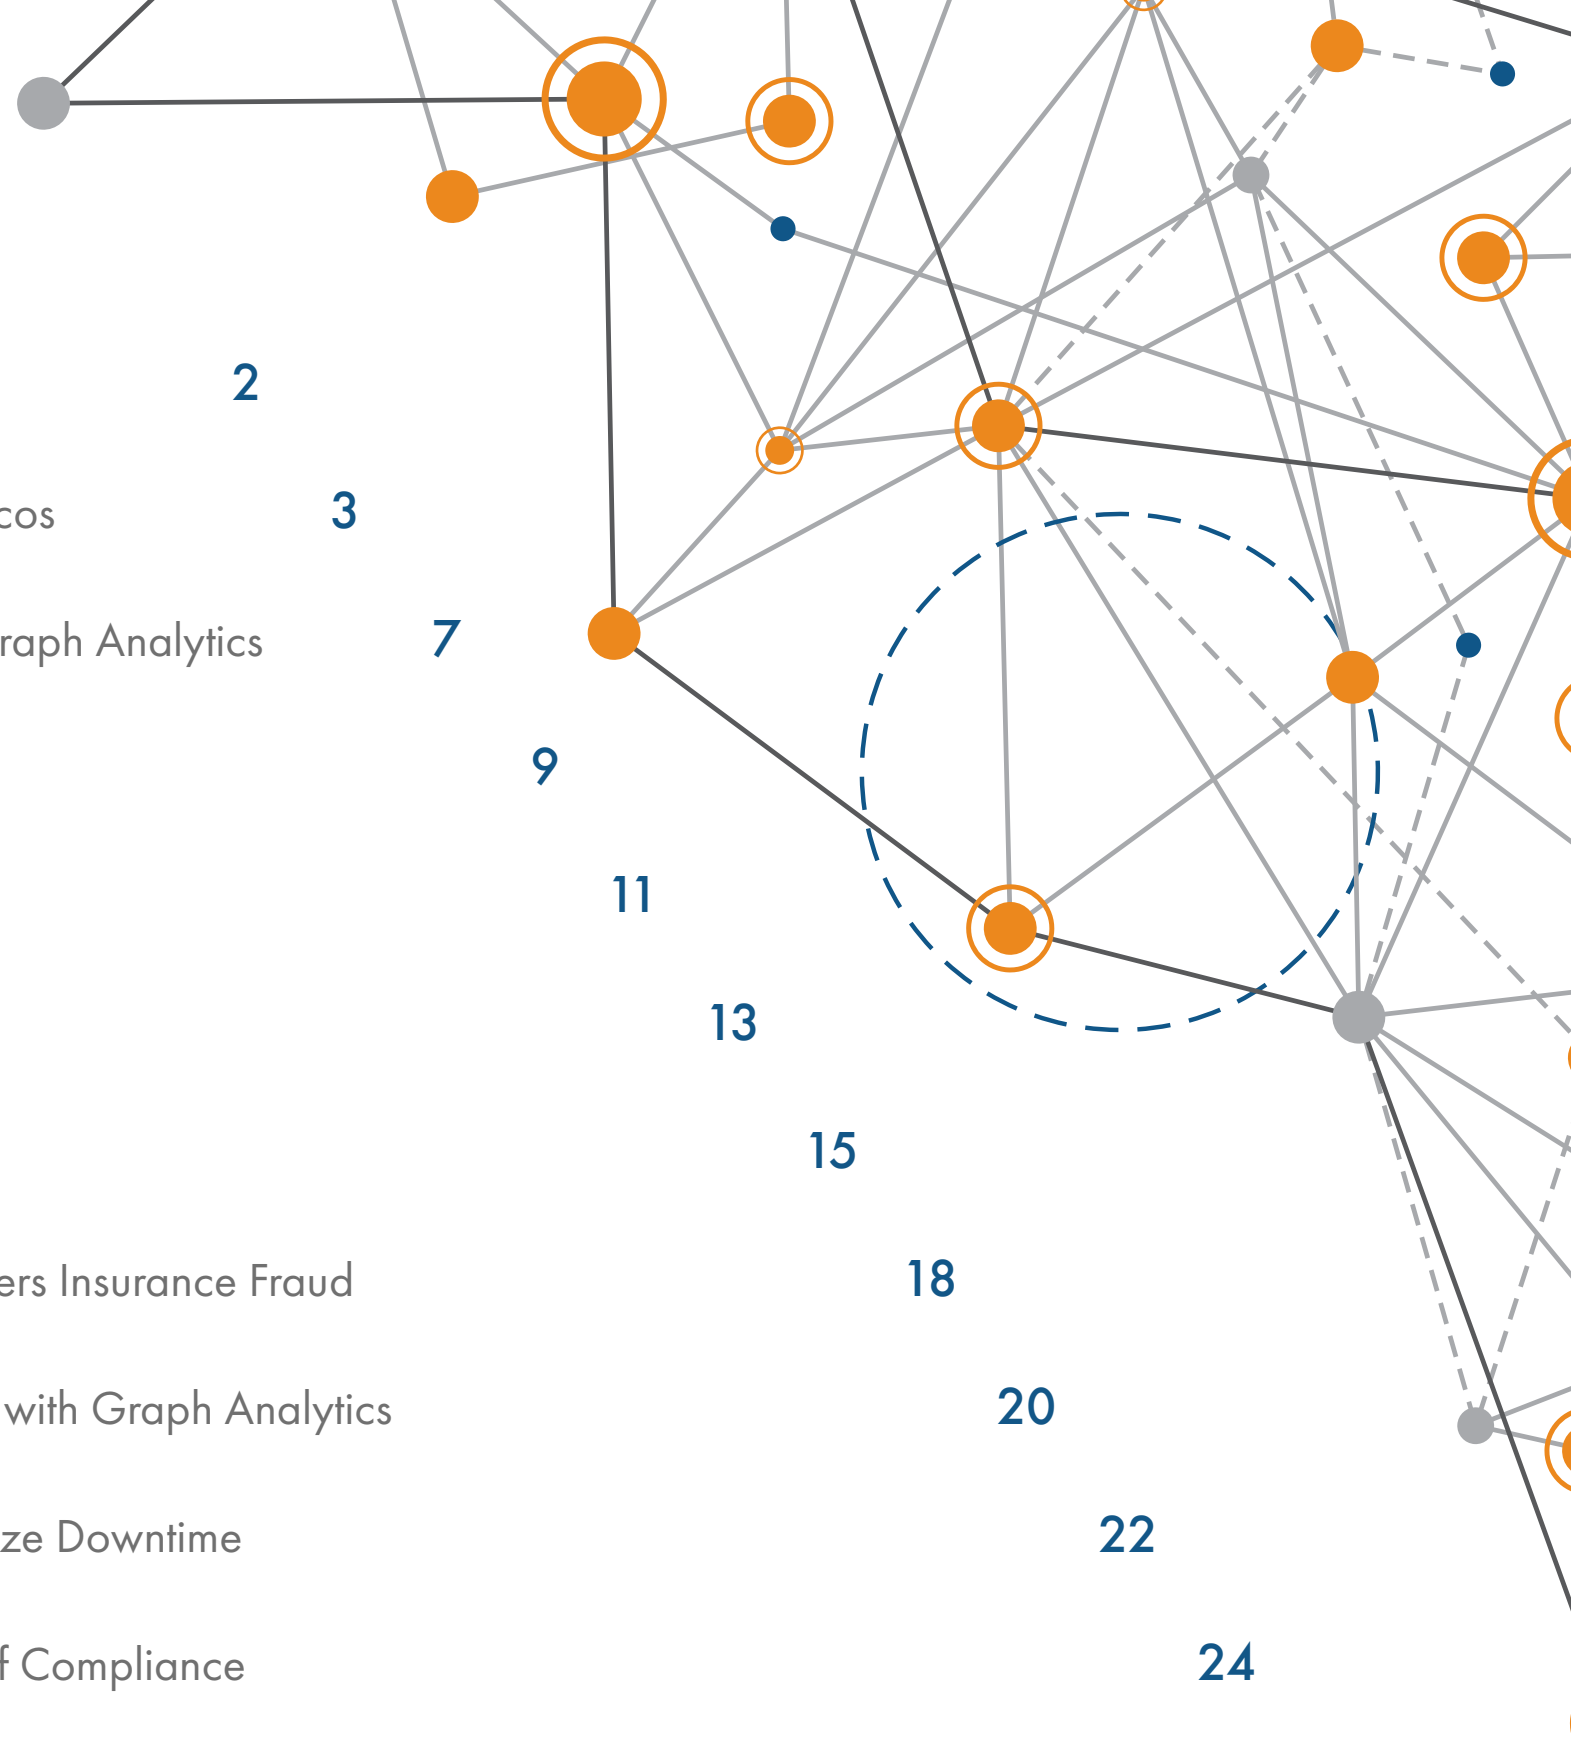 2
cos 3
raph Analytics 7
9
11
13
15
ers Insurance Fraud 18
with Graph Analytics 20
ze Downtime 22
f Compliance 24